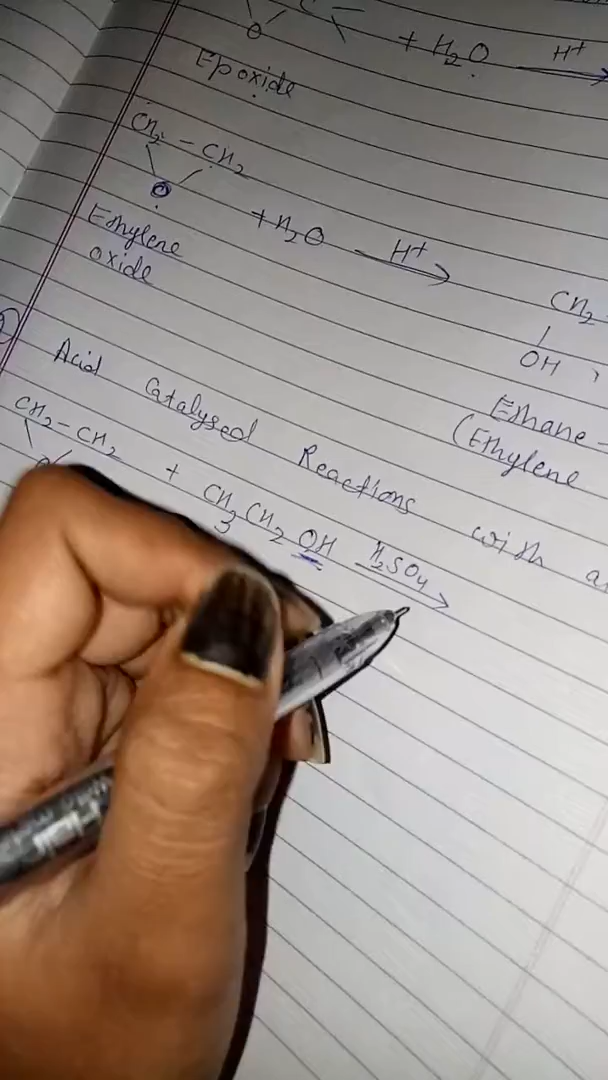 O + H₂O H⁺
Epoxide
CH₂ - CH₂
O + H₂O H⁺
Ethylene
oxide
CH₂
OH
Ethane -
(Ethylene
Acid Catalysed Reactions with
CH₂ - CH₂ + CH₃CH₂OH H₂SO₄